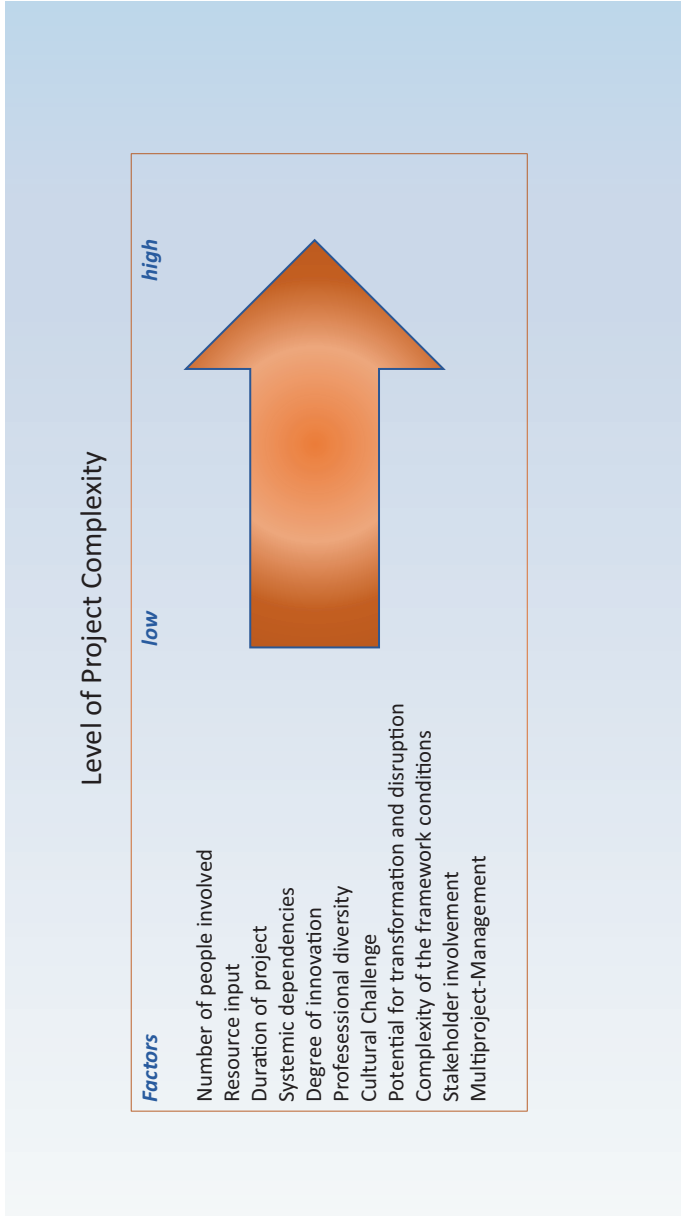 Level of Project Complexity
Factors low high
Number of people involved
Resource input
Duration of project
Systemic dependencies
Degree of innovation
Profesessional diversity
Cultural Challenge
Potential for transformation and disruption
Complexity of the framework conditions
Stakeholder involvement
Multiproject-Management